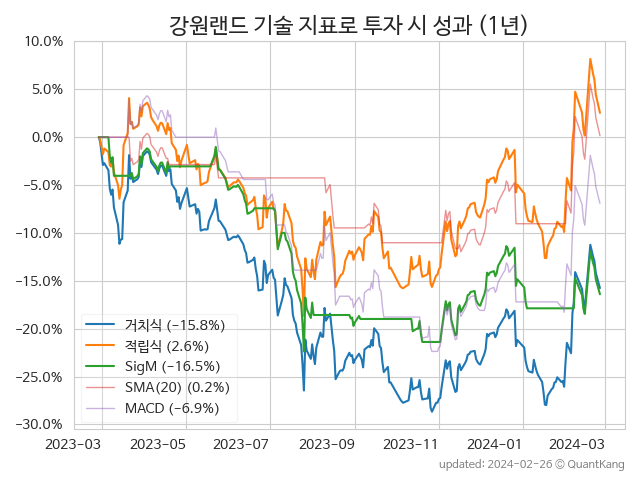 강원랜드 기술 지표로 투자 시 성과 (1년)
10.0%
5.0%
0.0%
−5.0%
−10.0%
−15.0%
−20.0%
−25.0%
−30.0%
거치식 (−15.8%)
적립식 (2.6%)
SigM (−16.5%)
SMA(20) (0.2%)
MACD (−6.9%)
2023−03 2023−05 2023−07 2023−09 2023−11 2024−01 2024−03
updated: 2024−02−26 © QuantKang